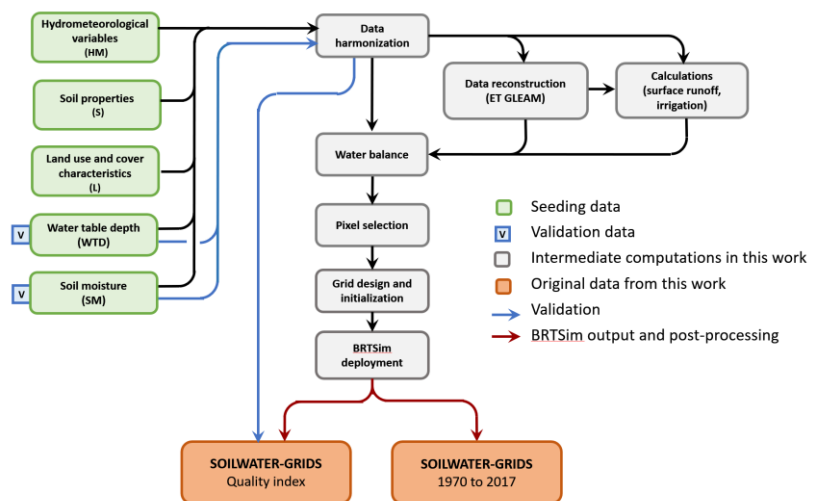 Hydrometeorological
variables
(HM)
Data
harmonization
Soil properties
(S)
Data reconstruction
(ET GLEAM)
Calculations
(surface runoff,
irrigation)
Land use and cover
characteristics
(L)
Water balance
V
Water table depth
(WTD)
Pixel selection
V
Soil moisture
(SM)
Grid design and
initialization
BRTSim
deployment
Seeding data
V
Validation data
Intermediate computations in this work
Original data from this work
Validation
BRTSim output and post-processing
SOILWATER-GRIDS
Quality index
SOILWATER-GRIDS
1970 to 2017